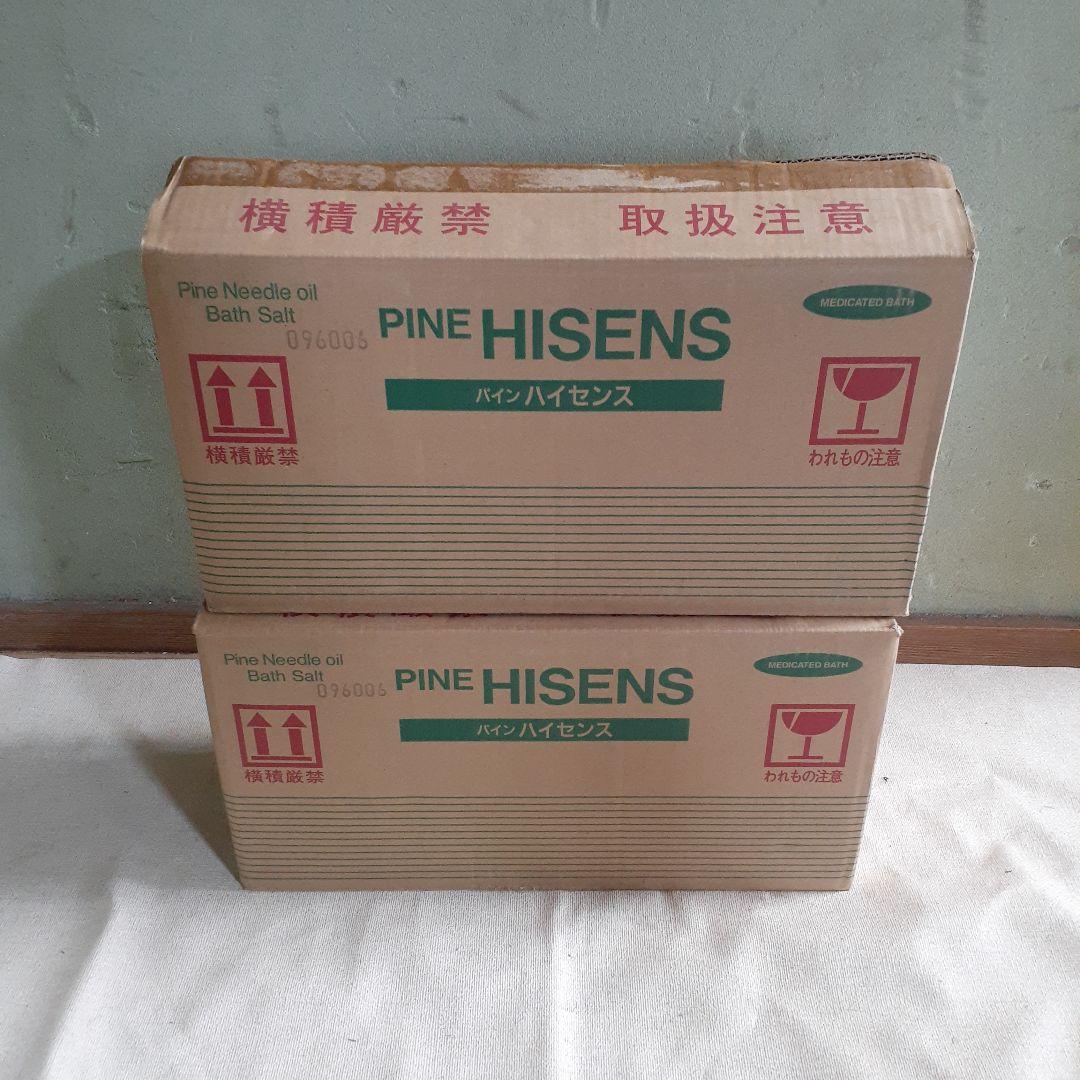 横積厳禁 取扱注意
Pine Needle oil
Bath Salt
096006
PINE HISENS
MEDICATED BATH
パイン ハイセンス
横積厳禁
われもの注意
Pine Needle oil
Bath Salt
096006
PINE HISENS
MEDICATED BATH
パイン ハイセンス
横積厳禁
われもの注意